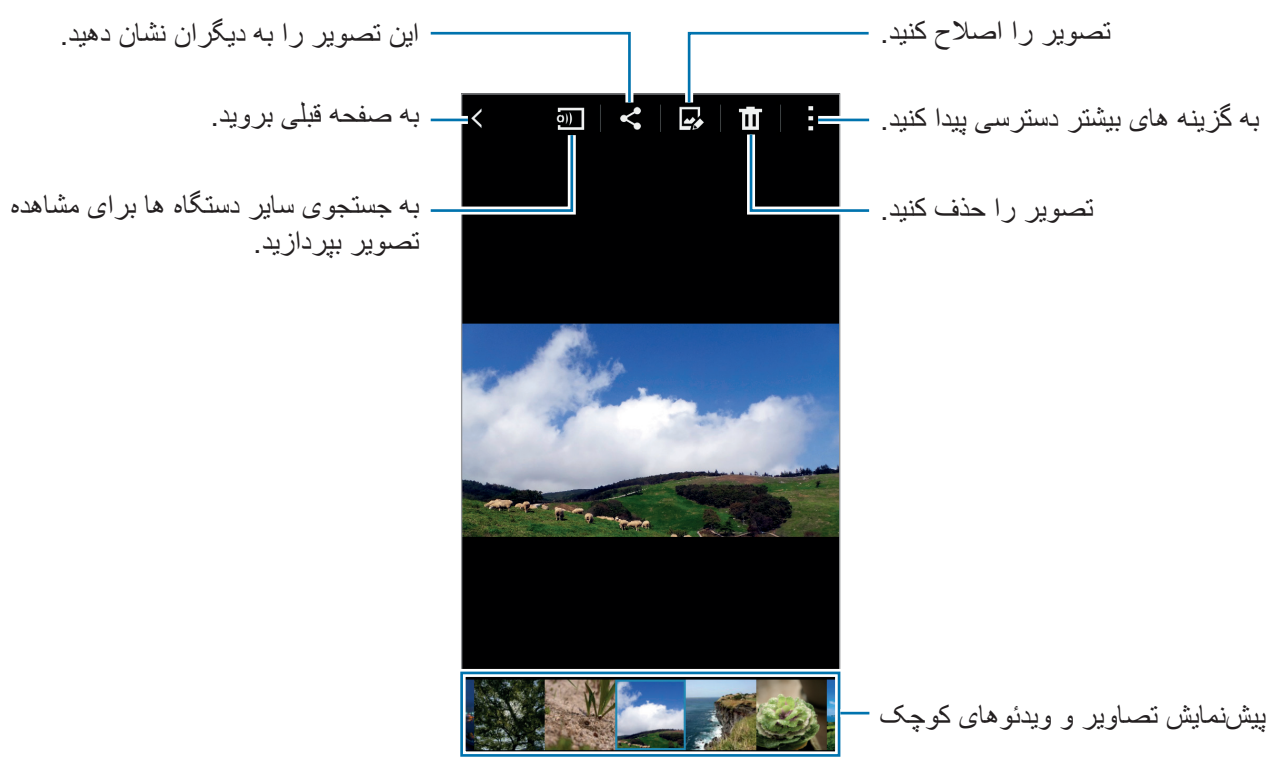 تصویر را اصلاح کنید.
به گزینه های بیشتر دسترسی پیدا کنید.
تصویر را حذف کنید.
این تصویر را به دیگران نشان دهید.
به صفحه قبلی بروید.
به جستجوی سایر دستگاه ها برای مشاهده
تصویر بپردازید.
پیش‌نمایش تصاویر و ویدئوهای کوچک